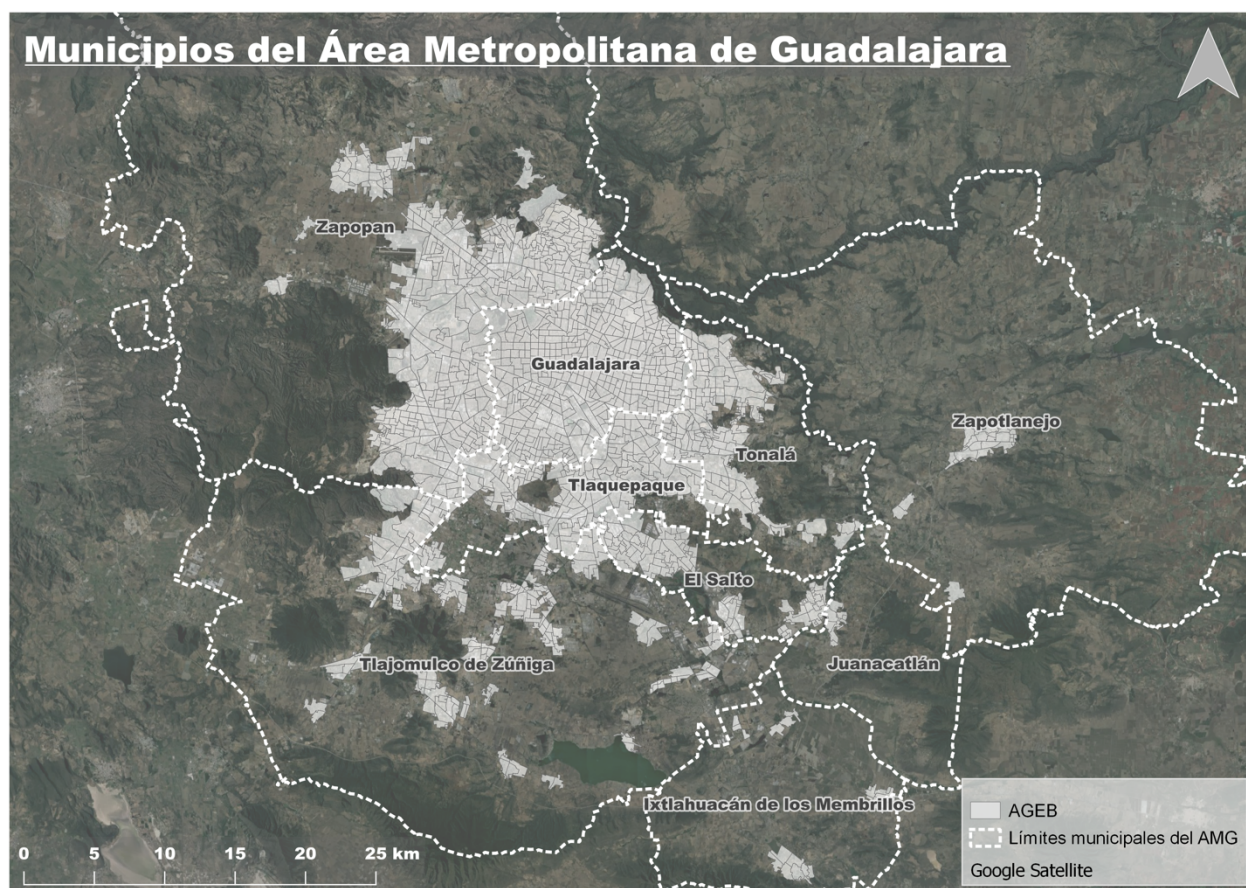 Municipios del Área Metropolitana de Guadalajara
Zapopan
Guadalajara
Zapotlanejo
Tonalá
Tlaquepaque
El Salto
Tlajomulco de Zúñiga
Juanacatlán
Ixtlahuacán de los Membrillos
AGEB
Límites municipales del AMG
Google Satellite
0 5 10 15 20 25 km